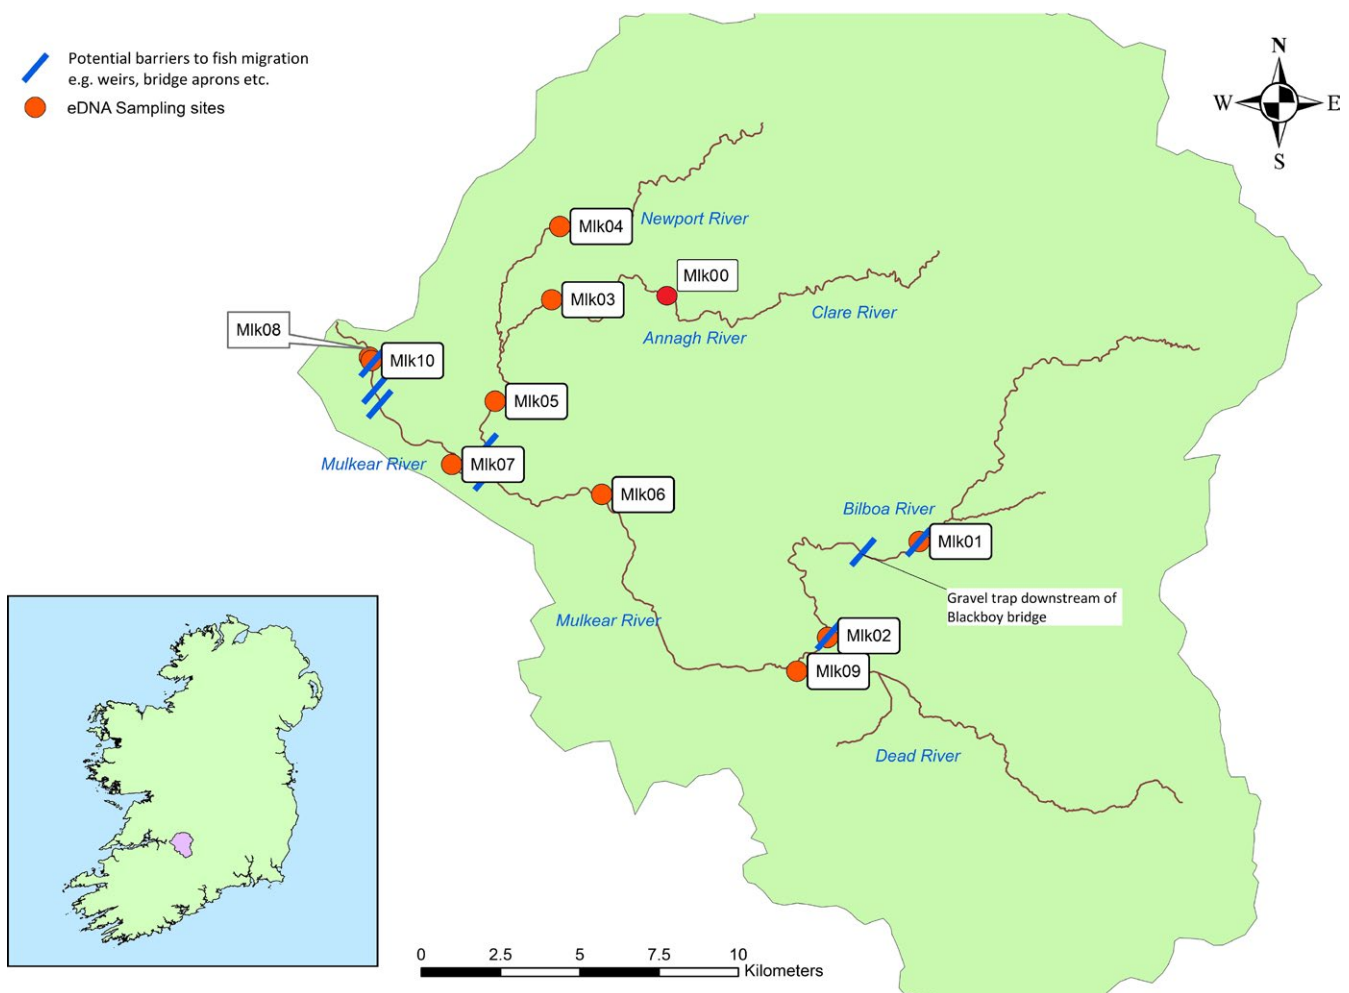 Potential barriers to fish migration
e.g. weirs, bridge aprons etc.
eDNA Sampling sites
N
W
E
S
Newport River
Mlk04
Mlk00
Mlk03
Clare River
Annagh River
Mlk08
Mlk10
Mlk05
Mulkear River
Mlk07
Mlk06
Bilboa River
Mlk01
Gravel trap downstream of
Blackboy bridge
Mulkear River
Mlk02
Mlk09
Dead River
0 2.5 5 7.5 10
Kilometers